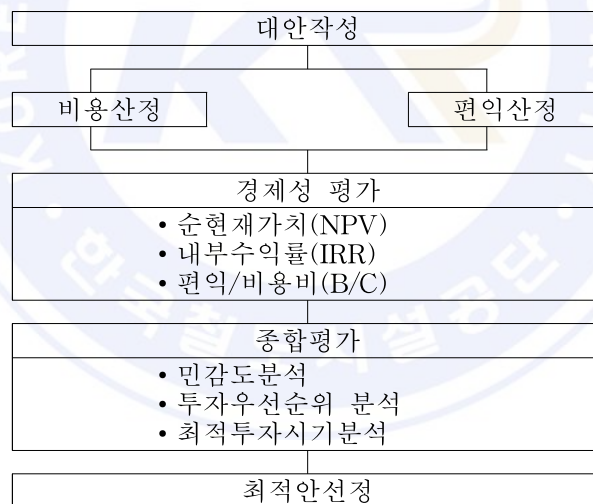 대안작성
비용산정
편익산정
경제성 평가
• 순현재가치(NPV)
• 내부수익률(IRR)
• 편익/비용비(B/C)
종합평가
• 민감도분석
• 투자우선순위 분석
• 최적투자시기분석
최적안선정